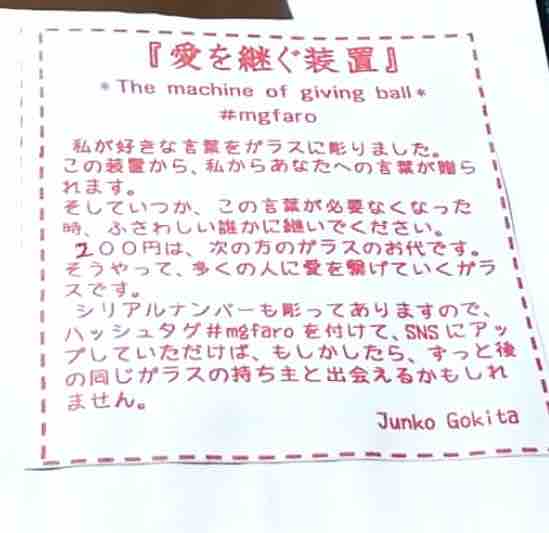 『愛を継ぐ装置』
*The machine of giving ball*
#mgfaro
私が好きな言葉をガラスに彫りました。
この装置から、私からあなたへの言葉が贈ら
れます。
そしていつか、この言葉が必要なくなった
時、ふさわしい誰かに継いでください。
200円は、次の方のガラスのお代です。
そうやって、多くの人に愛を繋げていくガラ
スです。
シリアルナンバーも彫ってありますので、
ハッシュタグ#mgfaroを付けて、SNSにアッ
プしていただけば、もしかしたら、ずっと後
の同じガラスの持ち主と出会えるかもしれ
ません。
Junko Gokita